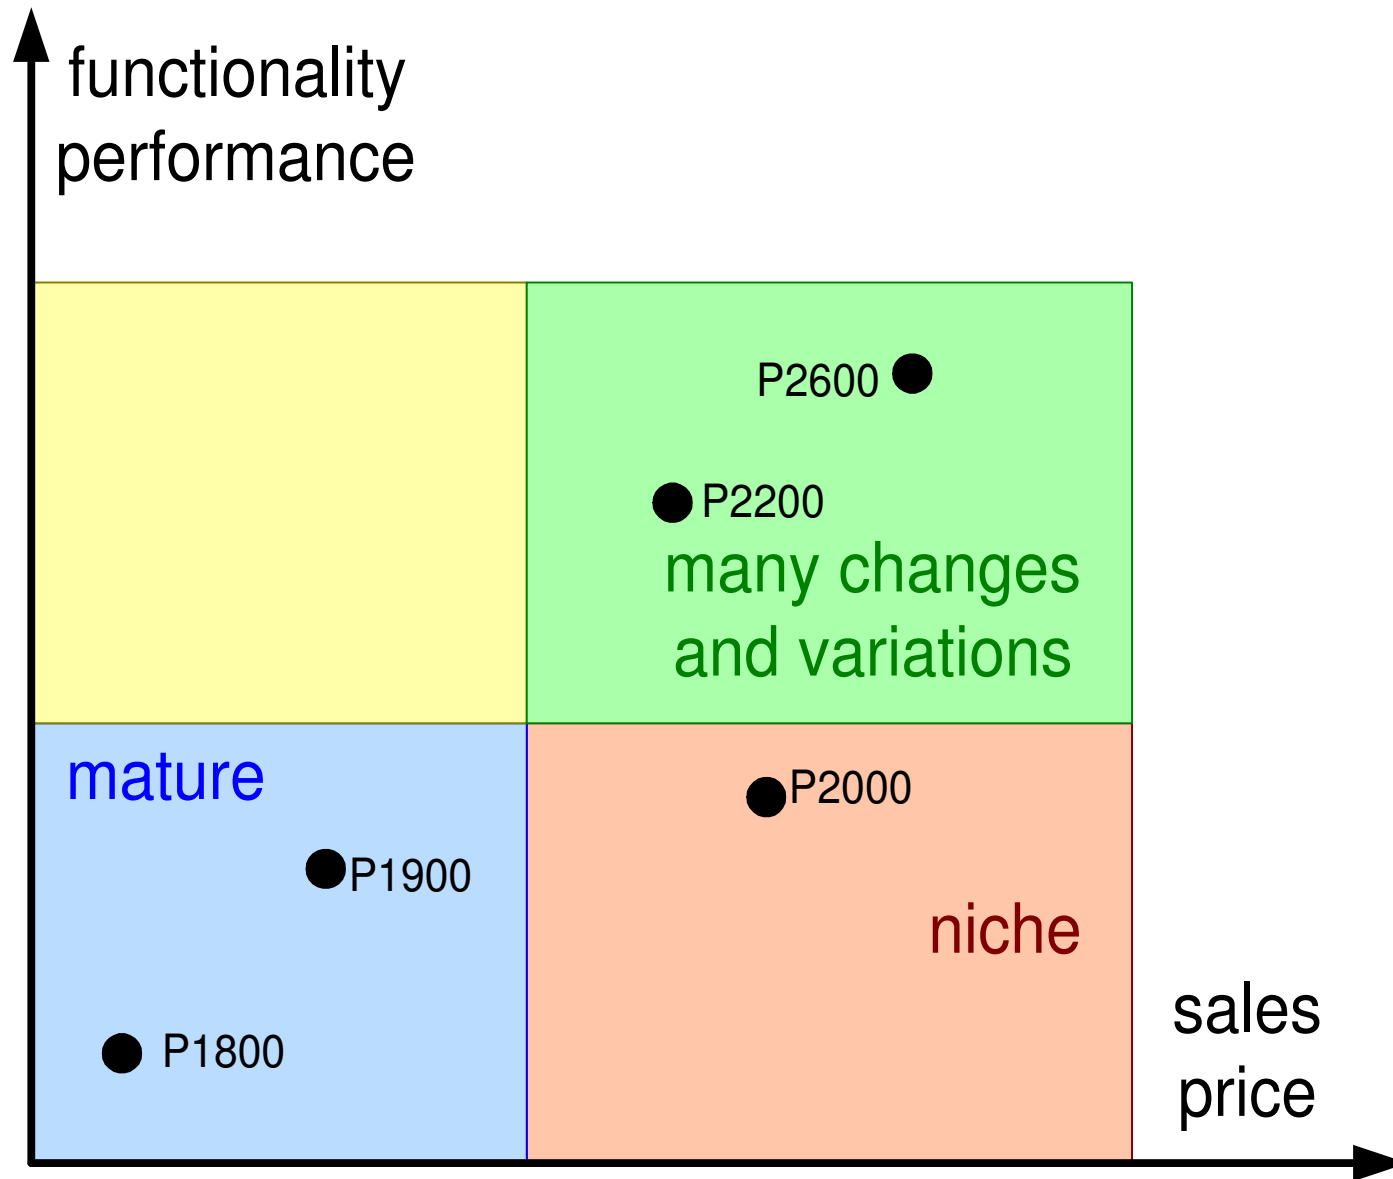 functionality
performance
P2600
P2200
many changes
and variations
mature
P2000
P1900
niche
sales
price
P1800